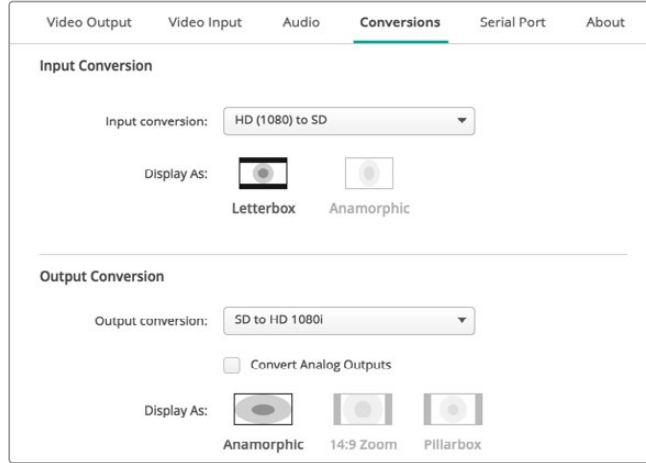 Video Output Video Input Audio Conversions Serial Port About
Input Conversion
Input conversion: HD (1080) to SD
Display As:
Letterbox Anamorphic
Output Conversion
Output conversion: SD to HD 1080i
Convert Analog Outputs
Display As:
Anamorphic 14:9 Zoom Pillarbox